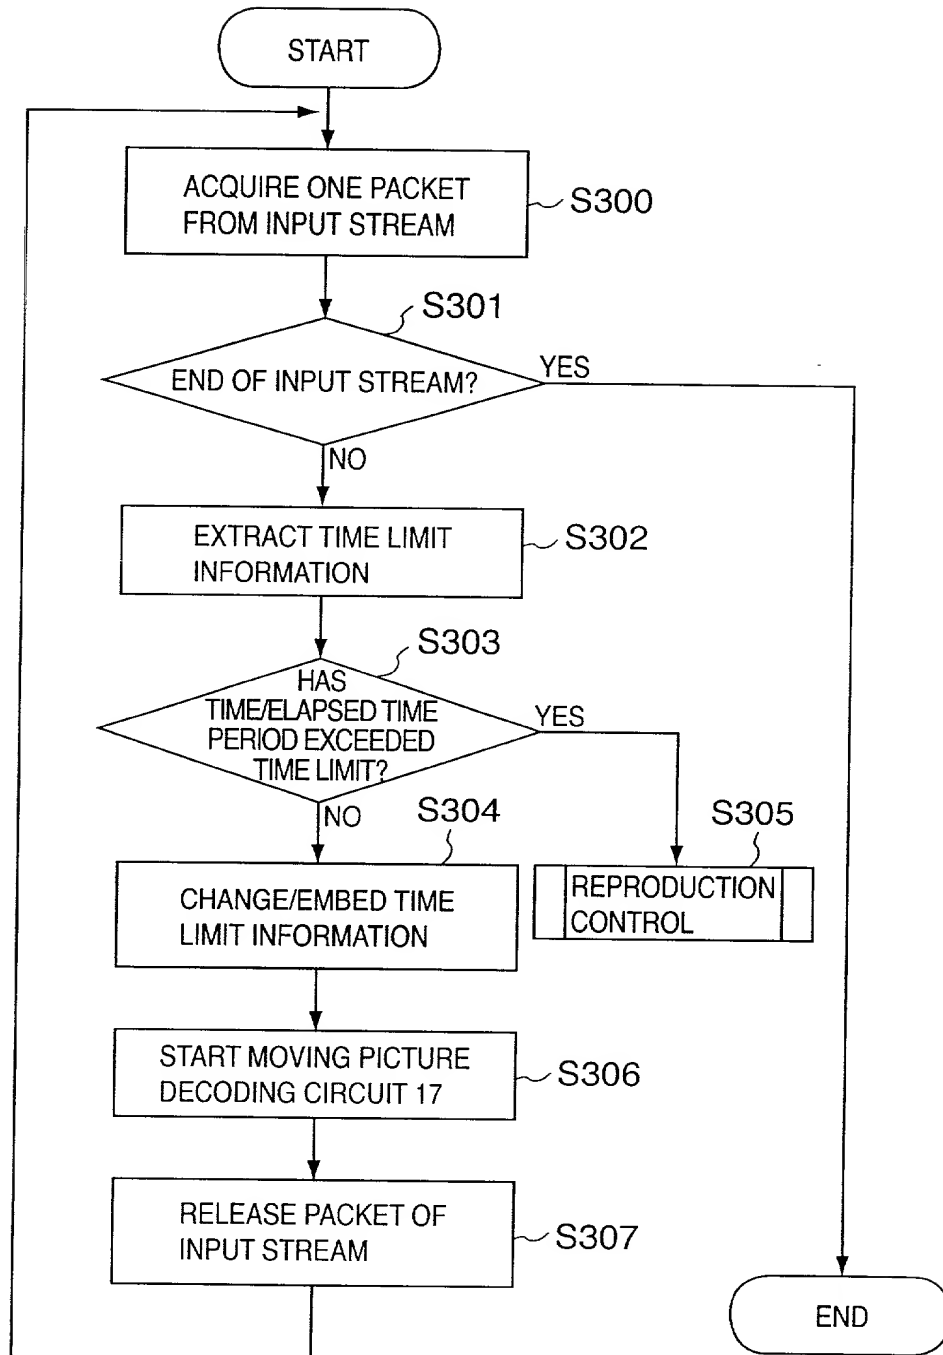 START
ACQUIRE ONE PACKET
FROM INPUT STREAM
S300
S301
END OF INPUT STREAM?
YES
NO
EXTRACT TIME LIMIT
INFORMATION
S302
S303
HAS
TIME/ELAPSED TIME
PERIOD EXCEEDED
TIME LIMIT?
YES
NO
S304
S305
CHANGE/EMBED TIME
LIMIT INFORMATION
REPRODUCTION
CONTROL
START MOVING PICTURE
DECODING CIRCUIT 17
S306
RELEASE PACKET OF
INPUT STREAM
S307
END